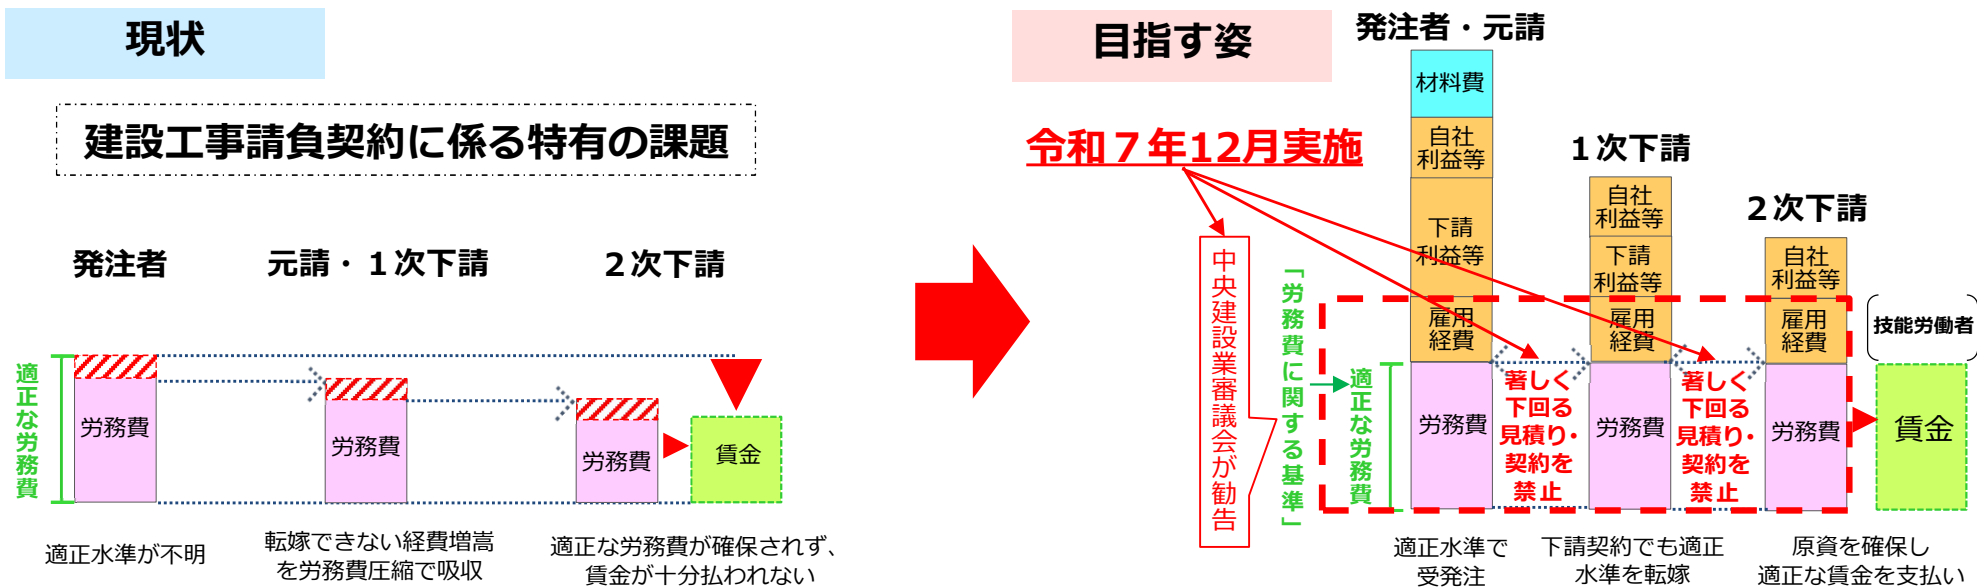 現状
建設工事請負契約に係る特有の課題
発注者
元請・１次下請
２次下請
適正な労務費
労務費
労務費
労務費
賃金
適正水準が不明
転嫁できない経費増嵩
を労務費圧縮で吸収
適正な労務費が確保されず、
賃金が十分払われない
目指す姿
発注者・元請
令和７年12月実施
１次下請
２次下請
中央建設業審議会が勧告
「労務費に関する基準」
適正な労務費
材料費
自社
利益等
下請
利益等
雇用
経費
労務費
著しく
下回る
見積り・
契約を
禁止
自社
利益等
下請
利益等
雇用
経費
労務費
著しく
下回る
見積り・
契約を
禁止
自社
利益等
雇用
経費
労務費
技能労働者
賃金
適正水準で
受発注
下請契約でも適正
水準を転嫁
原資を確保し
適正な賃金を支払い